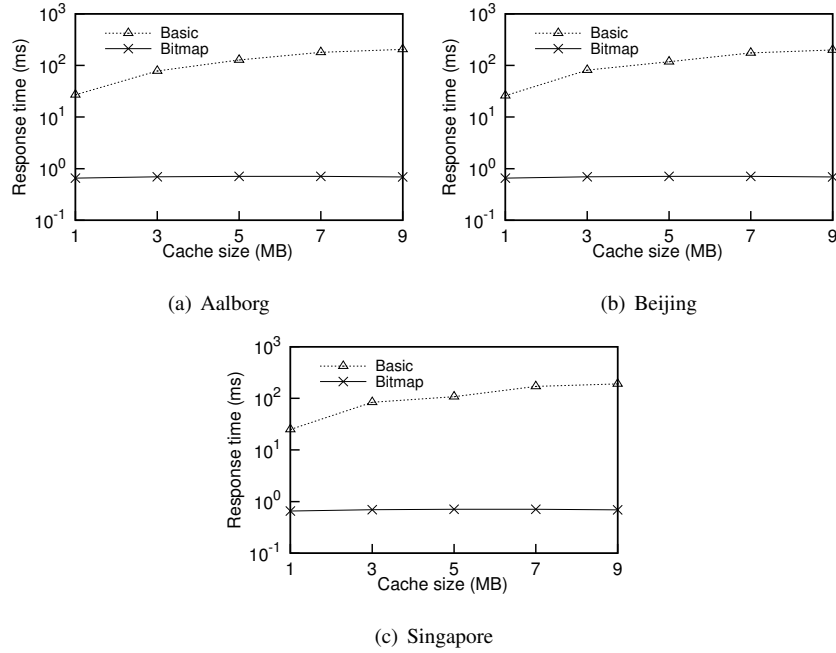 10^3
10^2
10^1
10^0
10^-1
Response time (ms)
Basic
Bitmap
1 3 5 7 9
Cache size (MB)
(a) Aalborg
10^3
10^2
10^1
10^0
10^-1
Response time (ms)
Basic
Bitmap
1 3 5 7 9
Cache size (MB)
(b) Beijing
10^3
10^2
10^1
10^0
10^-1
Response time (ms)
Basic
Bitmap
1 3 5 7 9
Cache size (MB)
(c) Singapore